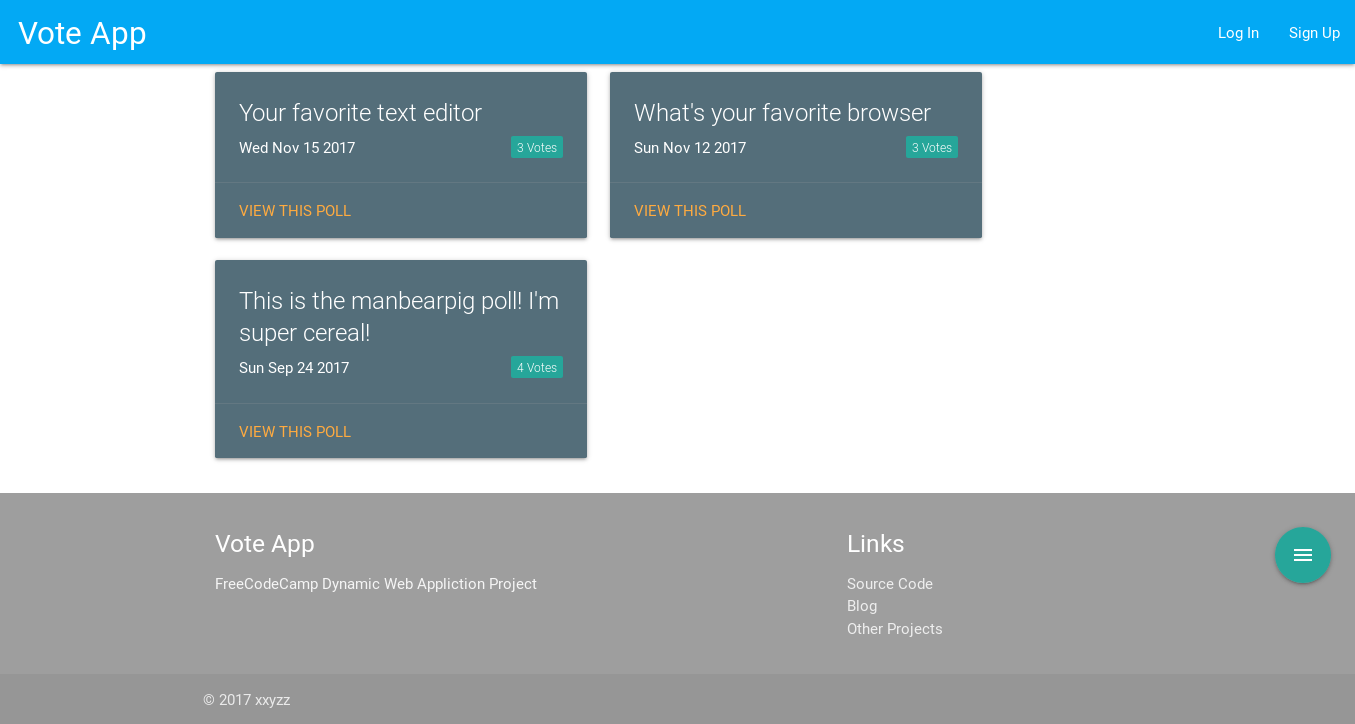 Vote App
Log In
Sign Up
Your favorite text editor
Wed Nov 15 2017
3 Votes
VIEW THIS POLL
What's your favorite browser
Sun Nov 12 2017
3 Votes
VIEW THIS POLL
This is the manbearpig poll! I'm
super cereal!
Sun Sep 24 2017
4 Votes
VIEW THIS POLL
Vote App
FreeCodeCamp Dynamic Web Appliction Project
Links
Source Code
Blog
Other Projects
© 2017 xxyzz